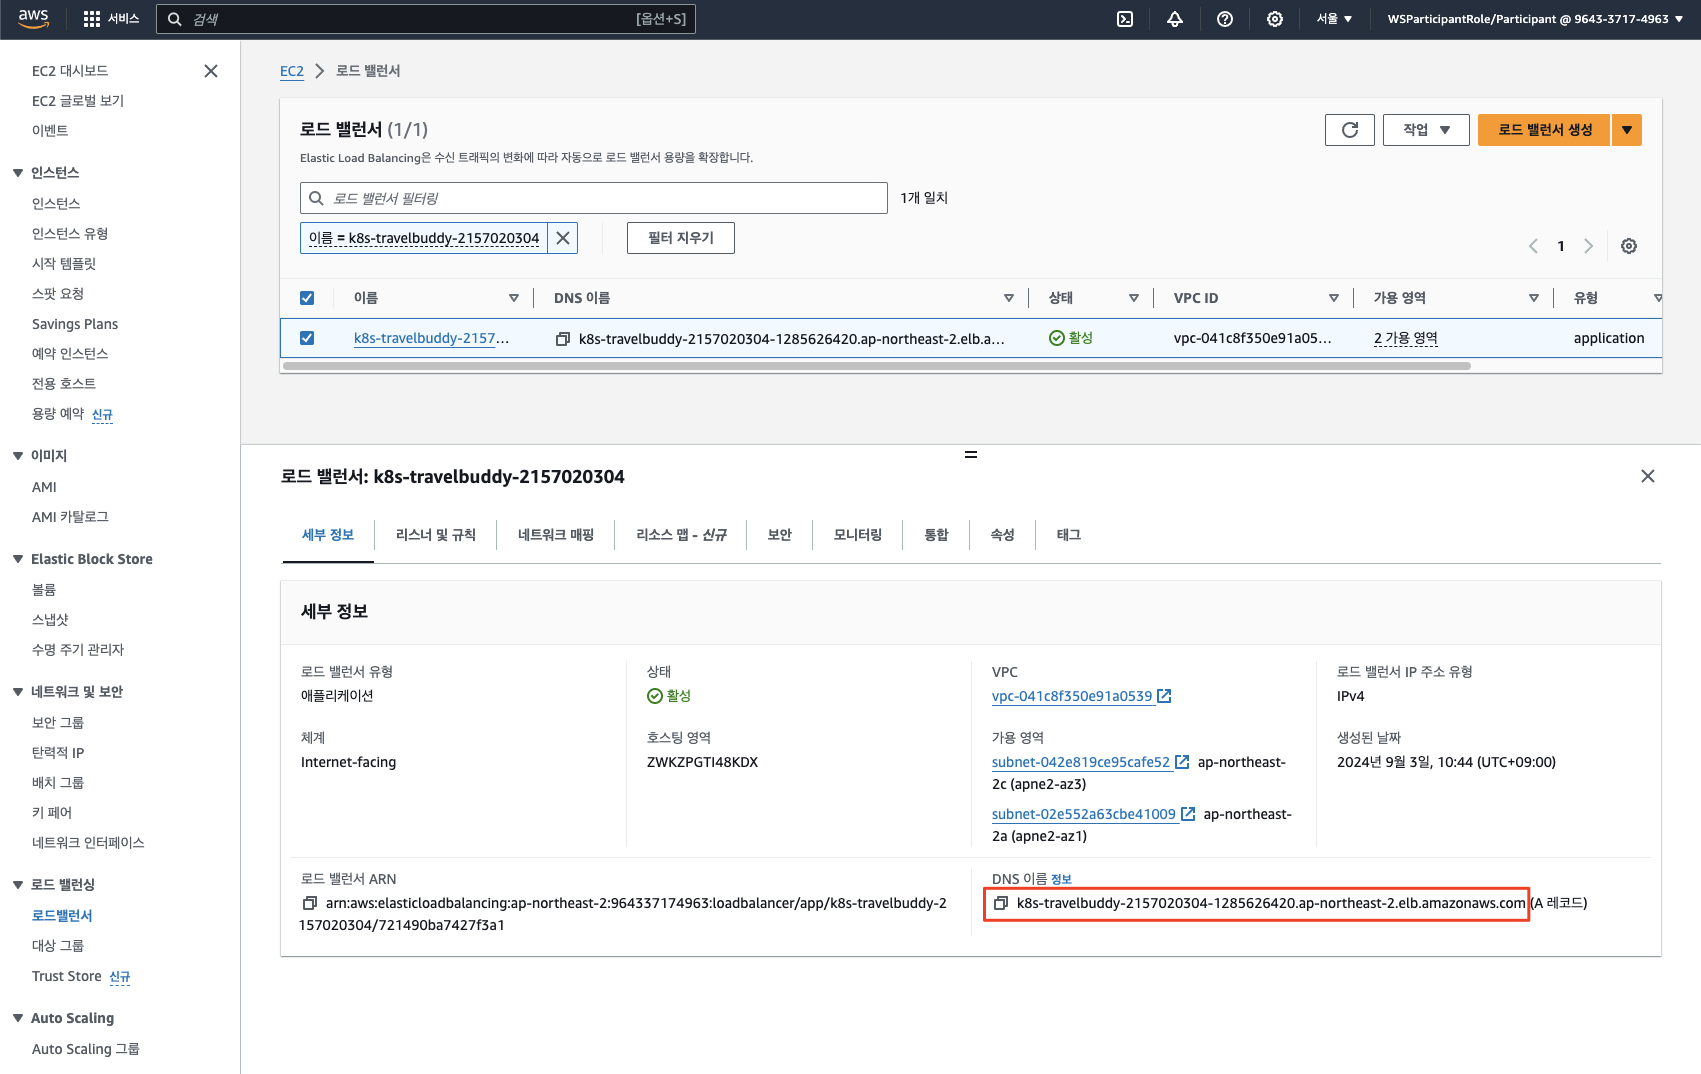 aws 서비스 검색 [옵션+S] 서울 ▼ WSParticipantRole/Participant @ 9643-3717-4963 ▼
EC2 대시보드
EC2 글로벌 보기
이벤트
▼ 인스턴스
인스턴스
인스턴스 유형
시작 템플릿
스팟 요청
Savings Plans
예약 인스턴스
전용 호스트
용량 예약 신규
▼ 이미지
AMI
AMI 카탈로그
▼ Elastic Block Store
볼륨
스냅샷
수명 주기 관리자
▼ 네트워크 및 보안
보안 그룹
탄력적 IP
배치 그룹
키 페어
네트워크 인터페이스
▼ 로드 밸런싱
로드밸런서
대상 그룹
Trust Store 신규
▼ Auto Scaling
Auto Scaling 그룹
EC2 > 로드 밸런서
로드 밸런서 (1/1)
작업 ▼ 로드 밸런서 생성 ▼
Elastic Load Balancing은 수신 트래픽의 변화에 따라 자동으로 로드 밸런서 용량을 확장합니다.
로드 밸런서 필터링 1개 일치
이름 = k8s-travelbuddy-2157020304 필터 지우기
1
이름 DNS 이름 상태 VPC ID 가용 영역 유형
k8s-travelbuddy-2157... k8s-travelbuddy-2157020304-1285626420.ap-northeast-2.elb.a... 활성 vpc-041c8f350e91a05... 2 가용 영역 application
로드 밸런서: k8s-travelbuddy-2157020304
세부 정보 리스너 및 규칙 네트워크 매핑 리소스 맵 - 신규 보안 모니터링 통합 속성 태그
세부 정보
로드 밸런서 유형
애플리케이션
상태
활성
VPC
vpc-041c8f350e91a0539
로드 밸런서 IP 주소 유형
IPv4
체계
Internet-facing
호스팅 영역
ZWKZPGTI48KDX
가용 영역
subnet-042e819ce95cafe52 ap-northeast-
2c (apne2-az3)
subnet-02e552a63cbe41009 ap-northeast-
2a (apne2-az1)
생성된 날짜
2024년 9월 3일, 10:44 (UTC+09:00)
로드 밸런서 ARN
arn:aws:elasticloadbalancing:ap-northeast-2:964337174963:loadbalancer/app/k8s-travelbuddy-2
157020304/721490ba7427f3a1
DNS 이름 정보
k8s-travelbuddy-2157020304-1285626420.ap-northeast-2.elb.amazonaws.com (A 레코드)